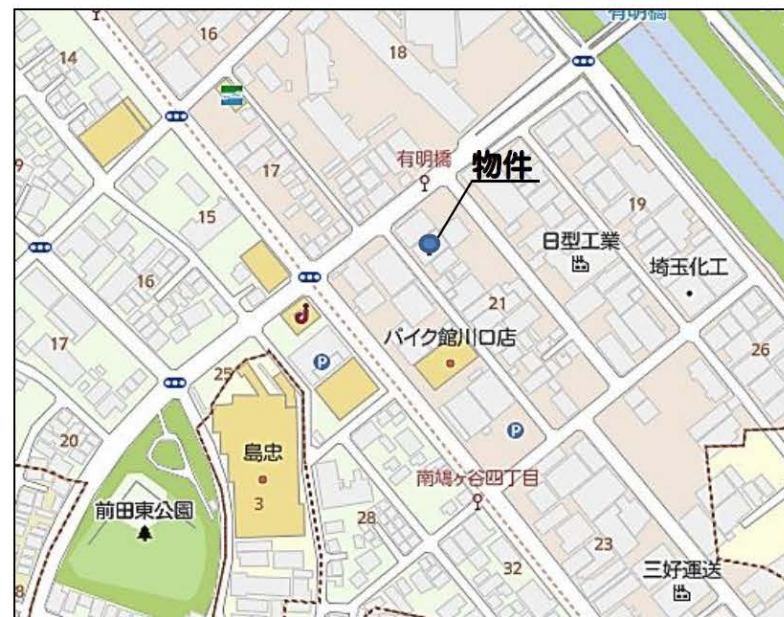 有明橋
16
14
18
有明橋
物件
17
19
15
日型工業
埼玉化工
16
21
17
バイク館川口店
P
26
25
20
島忠
P
南鳩ヶ谷四丁目
前田東公園
3
28
23
32
三好運送